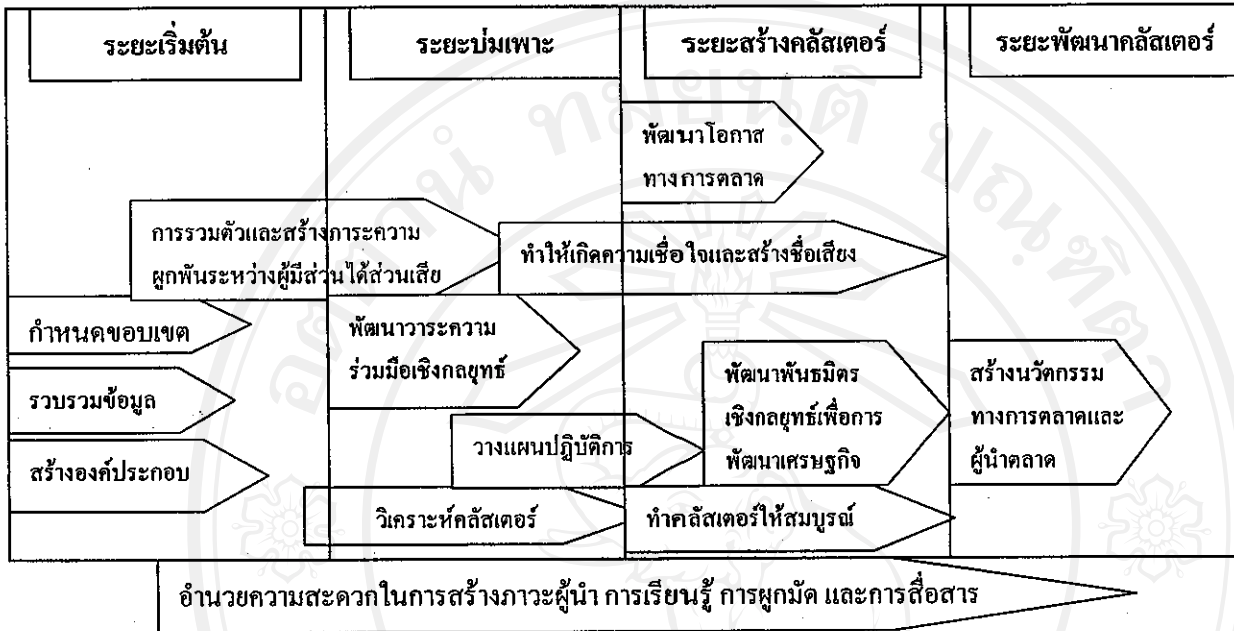 ระยะเริ่มต้น
ระยะบ่มเพาะ
ระยะสร้างคลัสเตอร์
ระยะพัฒนาคลัสเตอร์
พัฒนาโอกาส
ทางการตลาด
การรวมตัวและสร้างภาระความ
ผูกพันระหว่างผู้มีส่วนได้ส่วนเสีย
ทำให้เกิดความเชื่อใจและสร้างชื่อเสียง
กำหนดขอบเขต
พัฒนาวาระความ
ร่วมมือเชิงกลยุทธ์
รวบรวมข้อมูล
สร้างองค์ประกอบ
วางแผนปฏิบัติการ
พัฒนาพันธมิตร
เชิงกลยุทธ์เพื่อการ
พัฒนาเศรษฐกิจ
สร้างนวัตกรรม
ทางการตลาดและ
ผู้นำตลาด
วิเคราะห์คลัสเตอร์
ทำคลัสเตอร์ให้สมบูรณ์
อำนวยความสะดวกในการสร้างภาวะผู้นำ การเรียนรู้ การผูกมัด และการสื่อสาร